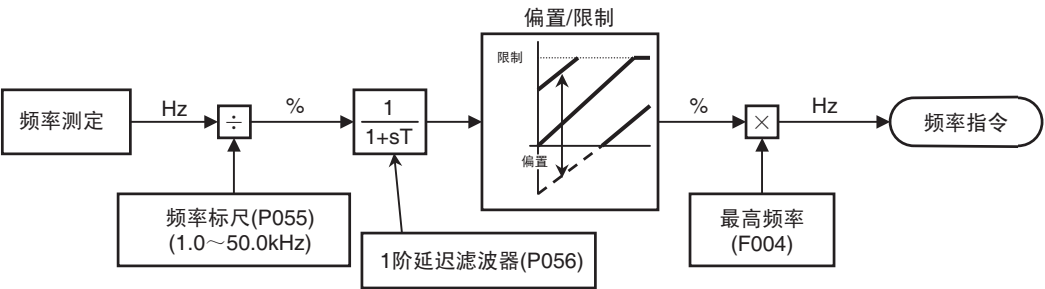 偏置/限制
限制
偏置
频率测定
Hz
÷
%
1
1+sT
%
×
Hz
频率指令
频率标尺(P055)
(1.0～50.0kHz)
1阶延迟滤波器(P056)
最高频率
(F004)